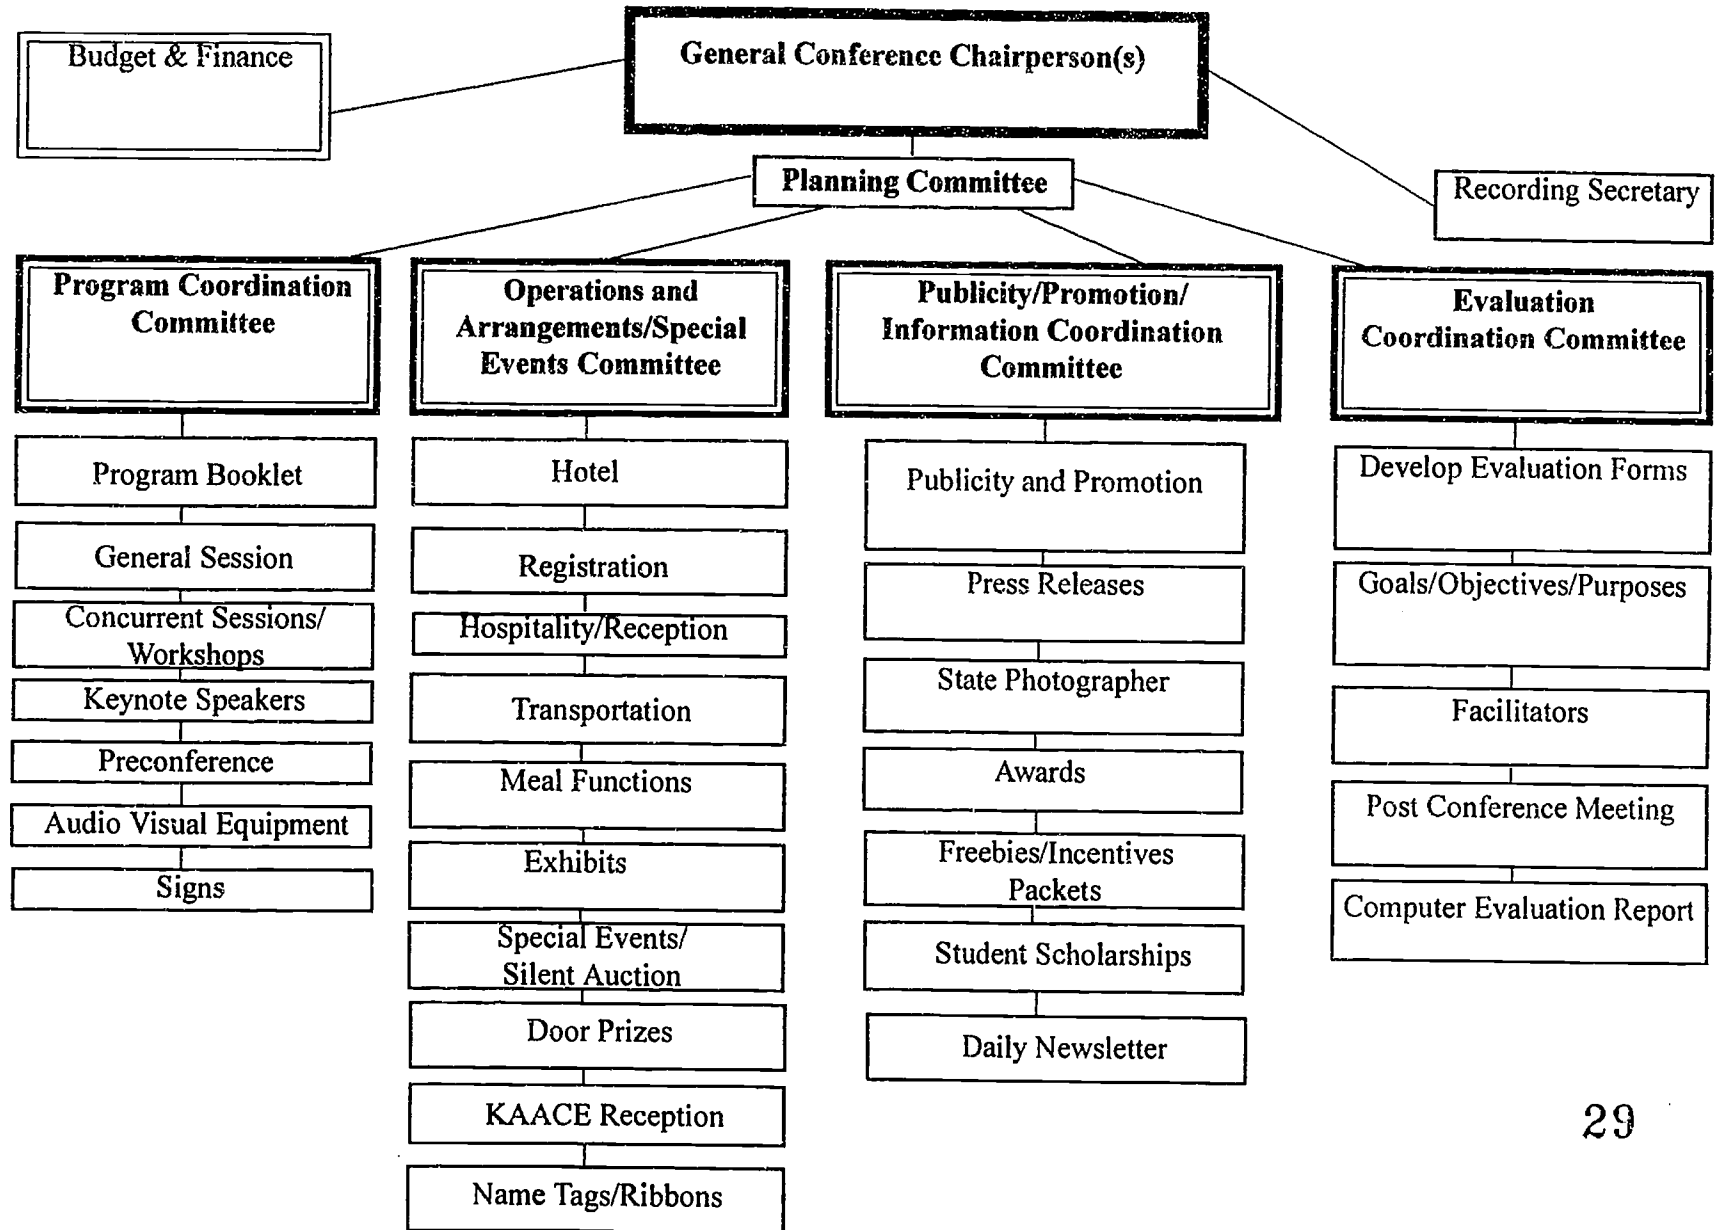 Budget & Finance
General Conference Chairperson(s)
Planning Committee
Recording Secretary
Program Coordination
Committee
Operations and
Arrangements/Special
Events Committee
Publicity/Promotion/
Information Coordination
Committee
Evaluation
Coordination Committee
Program Booklet
General Session
Concurrent Sessions/
Workshops
Keynote Speakers
Preconference
Audio Visual Equipment
Signs
Hotel
Registration
Hospitality/Reception
Transportation
Meal Functions
Exhibits
Special Events/
Silent Auction
Door Prizes
KAACE Reception
Name Tags/Ribbons
Publicity and Promotion
Press Releases
State Photographer
Awards
Freebies/Incentives
Packets
Student Scholarships
Daily Newsletter
Develop Evaluation Forms
Goals/Objectives/Purposes
Facilitators
Post Conference Meeting
Computer Evaluation Report
29